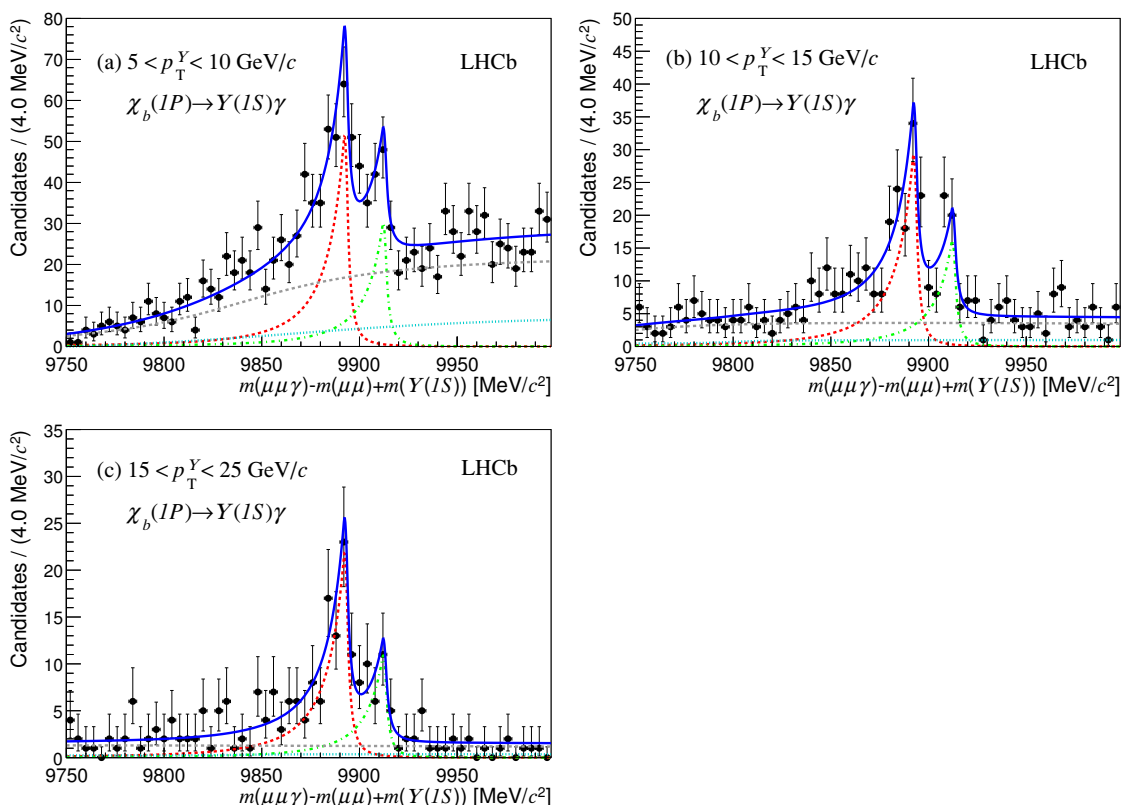 Candidates / (4.0 MeV/c²)
80
70
60
50
40
30
20
10
0
(a) 5 < p_T^Υ < 10 GeV/c
χ_b(1P)→Υ(1S)γ
LHCb
9750 9800 9850 9900 9950
m(μμγ)-m(μμ)+m(Υ(1S)) [MeV/c²]
Candidates / (4.0 MeV/c²)
50
45
40
35
30
25
20
15
10
5
0
(b) 10 < p_T^Υ < 15 GeV/c
χ_b(1P)→Υ(1S)γ
LHCb
9750 9800 9850 9900 9950
m(μμγ)-m(μμ)+m(Υ(1S)) [MeV/c²]
Candidates / (4.0 MeV/c²)
35
30
25
20
15
10
5
0
(c) 15 < p_T^Υ < 25 GeV/c
χ_b(1P)→Υ(1S)γ
LHCb
9750 9800 9850 9900 9950
m(μμγ)-m(μμ)+m(Υ(1S)) [MeV/c²]